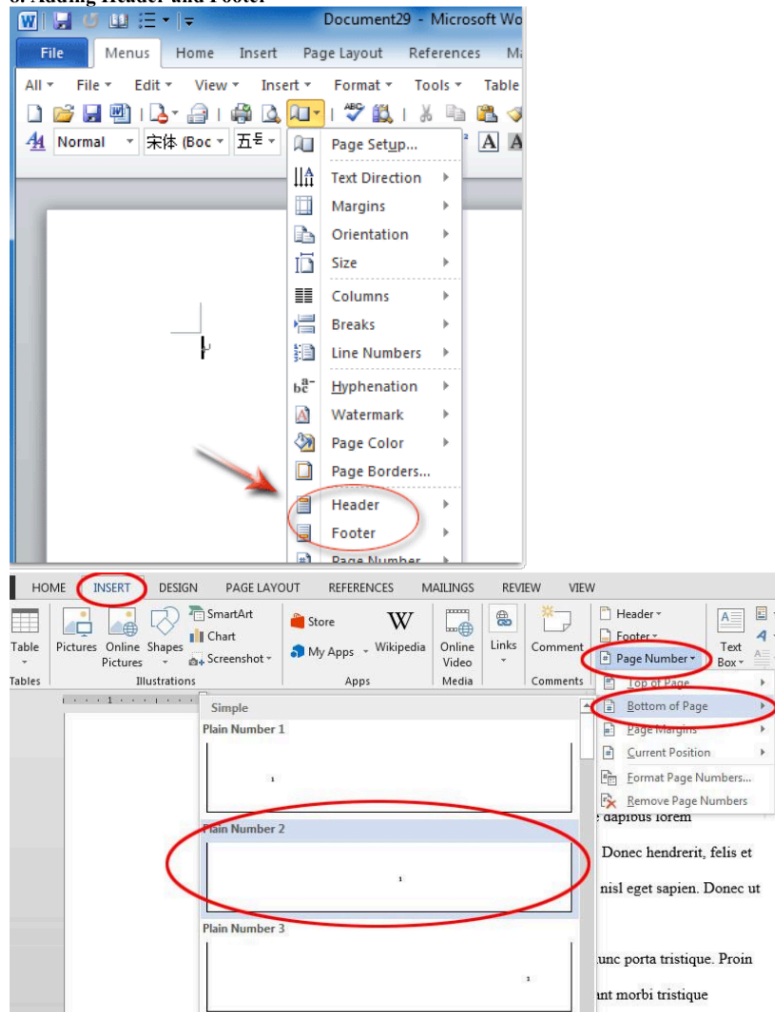 6. Adding Header and Footer
Document29 - Microsoft Wo
File Menus Home Insert Page Layout References Ma
All File Edit View Insert Format Tools Table
Normal 宋体 (Boc 五号
Page Setup...
Text Direction
Margins
Orientation
Size
Columns
Breaks
Line Numbers
Hyphenation
Watermark
Page Color
Page Borders...
Header
Footer
Page Number
HOME INSERT DESIGN PAGE LAYOUT REFERENCES MAILINGS REVIEW VIEW
Table
Pictures
Online Pictures
Shapes
SmartArt
Chart
Screenshot
Store
My Apps
W
Wikipedia
Online Video
Links
Comment
Header
Footer
Page Number
Text Box
Tables Illustrations Apps Media Comments
Top of Page
Bottom of Page
Page Margins
Current Position
Format Page Numbers...
Remove Page Numbers
1
Simple
Plain Number 1
1
Plain Number 2
1
Plain Number 3
1
dapibus lorem
Donec hendrerit, felis et
nisl eget sapien. Donec ut
unc porta tristique. Proin
ant morbi tristique